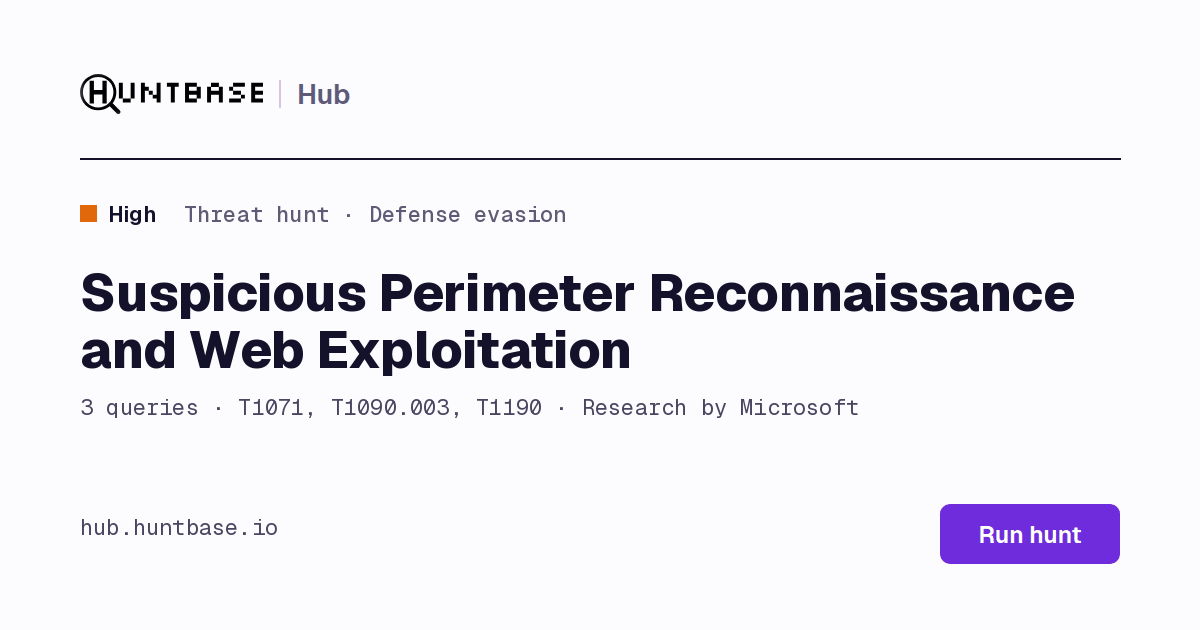 HUNTBASE | Hub
High Threat hunt · Defense evasion
Suspicious Perimeter Reconnaissance
and Web Exploitation
3 queries · T1071, T1090.003, T1190 · Research by Microsoft
hub.huntbase.io
Run hunt